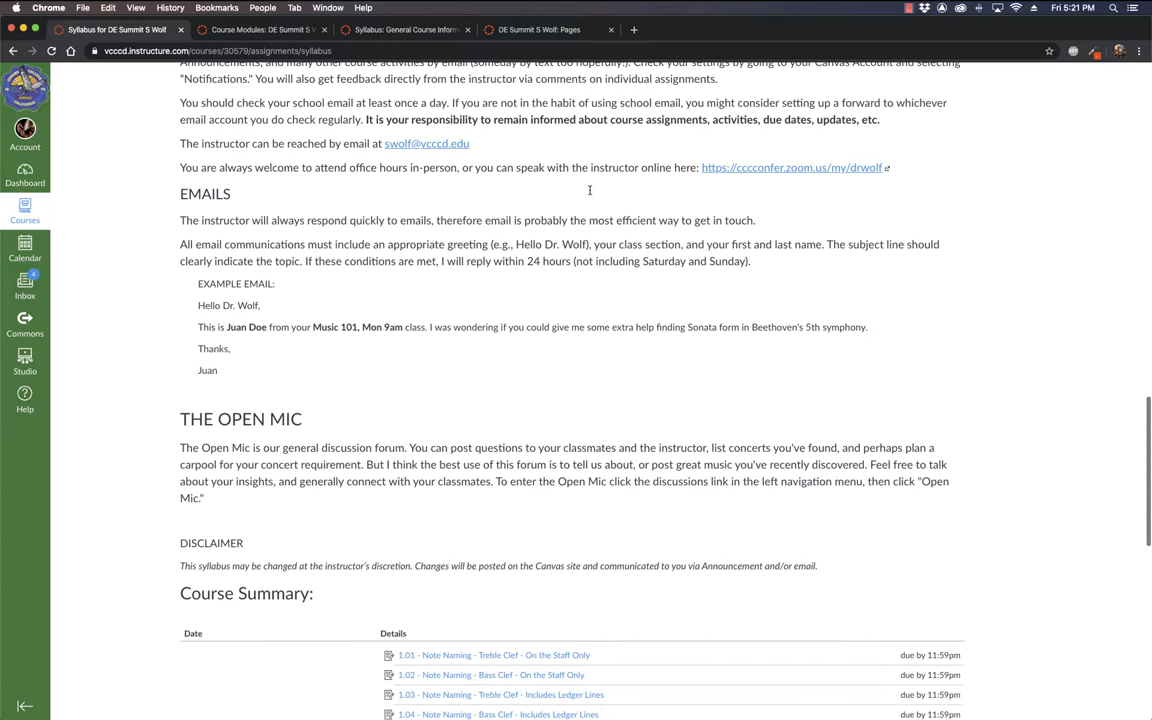 Chrome File Edit View History Bookmarks People Tab Window Help Fri 5:21 PM
Syllabus for DE Summit S Wolf Course Modules: DE Summit S W Syllabus: General Course Inform DE Summit S Wolf: Pages
vcccd.instructure.com/courses/30579/assignments/syllabus
Announcements, and many other course activities by email (someday by text too hopefully!). Check your settings by going to your Canvas Account and selecting
"Notifications." You will also get feedback directly from the instructor via comments on individual assignments.
You should check your school email at least once a day. If you are not in the habit of using school email, you might consider setting up a forward to whichever
email account you do check regularly. It is your responsibility to remain informed about course assignments, activities, due dates, updates, etc.
The instructor can be reached by email at swolf@vcccd.edu
You are always welcome to attend office hours in-person, or you can speak with the instructor online here: https://cccconfer.zoom.us/my/drwolf
EMAILS
The instructor will always respond quickly to emails, therefore email is probably the most efficient way to get in touch.
All email communications must include an appropriate greeting (e.g., Hello Dr. Wolf), your class section, and your first and last name. The subject line should
clearly indicate the topic. If these conditions are met, I will reply within 24 hours (not including Saturday and Sunday).
EXAMPLE EMAIL:
Hello Dr. Wolf,
This is Juan Doe from your Music 101, Mon 9am class. I was wondering if you could give me some extra help finding Sonata form in Beethoven's 5th symphony.
Thanks,
Juan
THE OPEN MIC
The Open Mic is our general discussion forum. You can post questions to your classmates and the instructor, list concerts you've found, and perhaps plan a
carpool for your concert requirement. But I think the best use of this forum is to tell us about, or post great music you've recently discovered. Feel free to talk
about your insights, and generally connect with your classmates. To enter the Open Mic click the discussions link in the left navigation menu, then click "Open
Mic."
DISCLAIMER
This syllabus may be changed at the instructor's discretion. Changes will be posted on the Canvas site and communicated to you via Announcement and/or email.
Course Summary:
Date Details
1.01 - Note Naming - Treble Clef - On the Staff Only due by 11:59pm
1.02 - Note Naming - Bass Clef - On the Staff Only due by 11:59pm
1.03 - Note Naming - Treble Clef - Includes Ledger Lines due by 11:59pm
1.04 - Note Naming - Bass Clef - Includes Ledger Lines due by 11:59pm
Account
Dashboard
Courses
Calendar
4
Inbox
Commons
Studio
Help